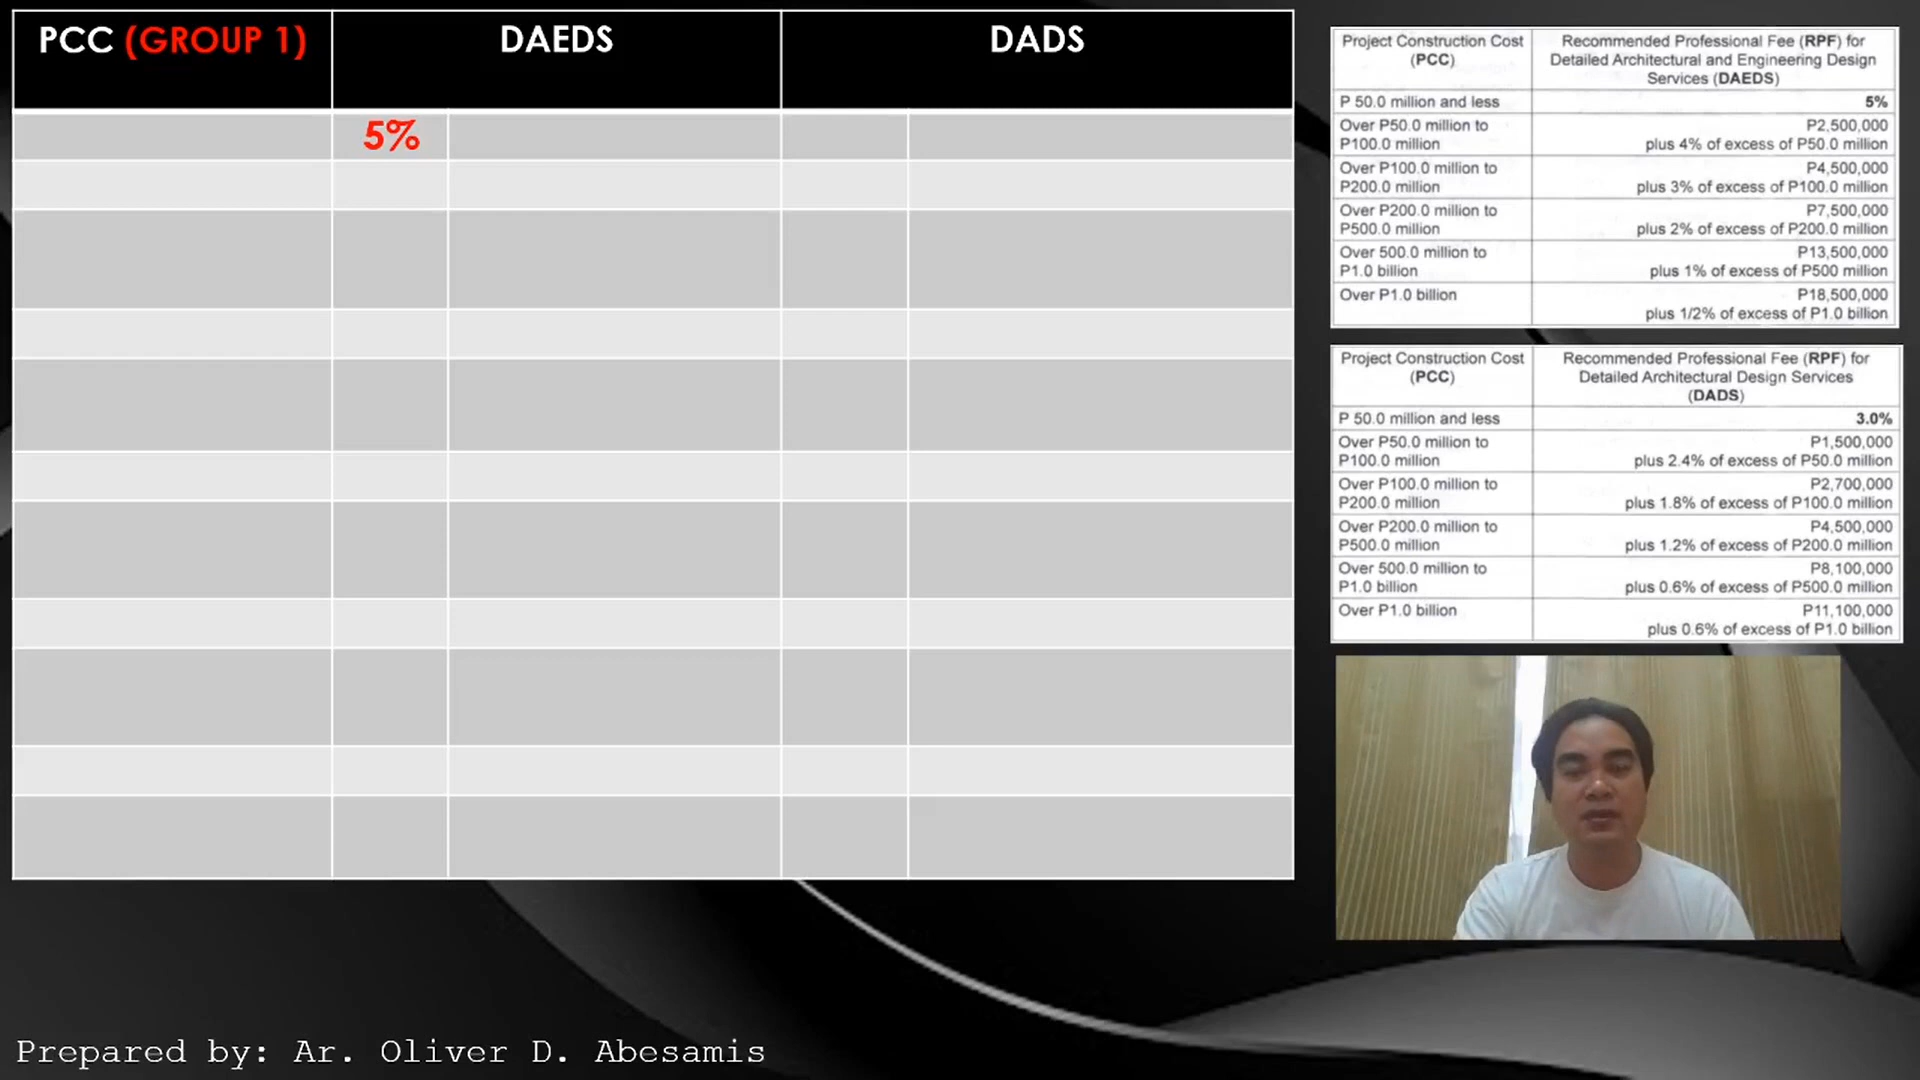 PCC (GROUP 1)
DAEDS
DADS
5%
Project Construction Cost
(PCC)
Recommended Professional Fee (RPF) for
Detailed Architectural and Engineering Design
Services (DAEDS)
P 50.0 million and less
5%
Over P50.0 million to
P100.0 million
P2,500,000
plus 4% of excess of P50.0 million
Over P100.0 million to
P200.0 million
P4,500,000
plus 3% of excess of P100.0 million
Over P200.0 million to
P500.0 million
P7,500,000
plus 2% of excess of P200.0 million
Over 500.0 million to
P1.0 billion
P13,500,000
plus 1% of excess of P500 million
Over P1.0 billion
P18,500,000
plus 1/2% of excess of P1.0 billion
Project Construction Cost
(PCC)
Recommended Professional Fee (RPF) for
Detailed Architectural Design Services
(DADS)
P 50.0 million and less
3.0%
Over P50.0 million to
P100.0 million
P1,500,000
plus 2.4% of excess of P50.0 million
Over P100.0 million to
P200.0 million
P2,700,000
plus 1.8% of excess of P100.0 million
Over P200.0 million to
P500.0 million
P4,500,000
plus 1.2% of excess of P200.0 million
Over 500.0 million to
P1.0 billion
P8,100,000
plus 0.6% of excess of P500.0 million
Over P1.0 billion
P11,100,000
plus 0.6% of excess of P1.0 billion
Prepared by: Ar. Oliver D. Abesamis